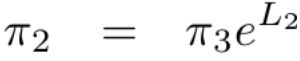 π₂ = π₃e^{L₂}